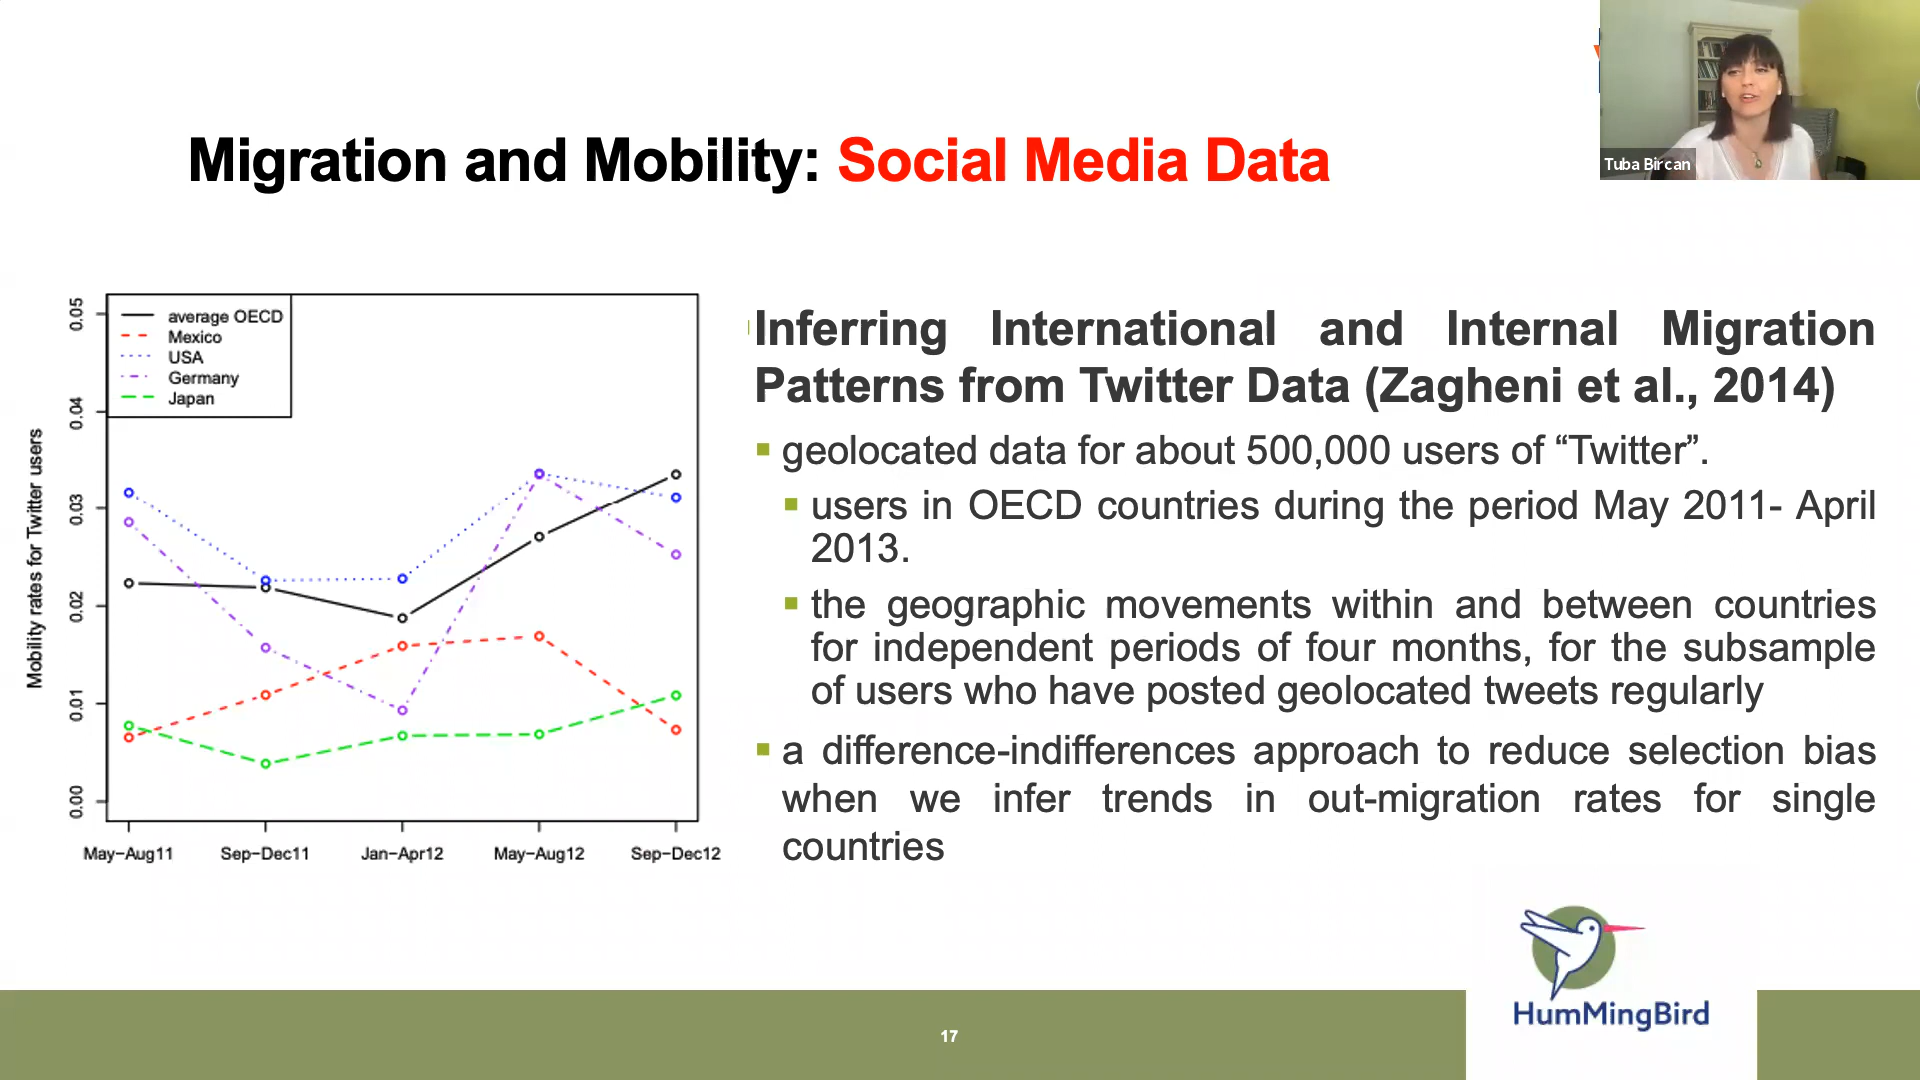 Tuba Bircan
Migration and Mobility: Social Media Data
Mobility rates for Twitter users
0.05
0.04
0.03
0.02
0.01
0.00
average OECD
Mexico
USA
Germany
Japan
May–Aug11
Sep–Dec11
Jan–Apr12
May–Aug12
Sep–Dec12
Inferring International and Internal Migration
Patterns from Twitter Data (Zagheni et al., 2014)
geolocated data for about 500,000 users of “Twitter”.
users in OECD countries during the period May 2011- April
2013.
the geographic movements within and between countries
for independent periods of four months, for the subsample
of users who have posted geolocated tweets regularly
a difference-indifferences approach to reduce selection bias
when we infer trends in out-migration rates for single
countries
HumMingBird
17